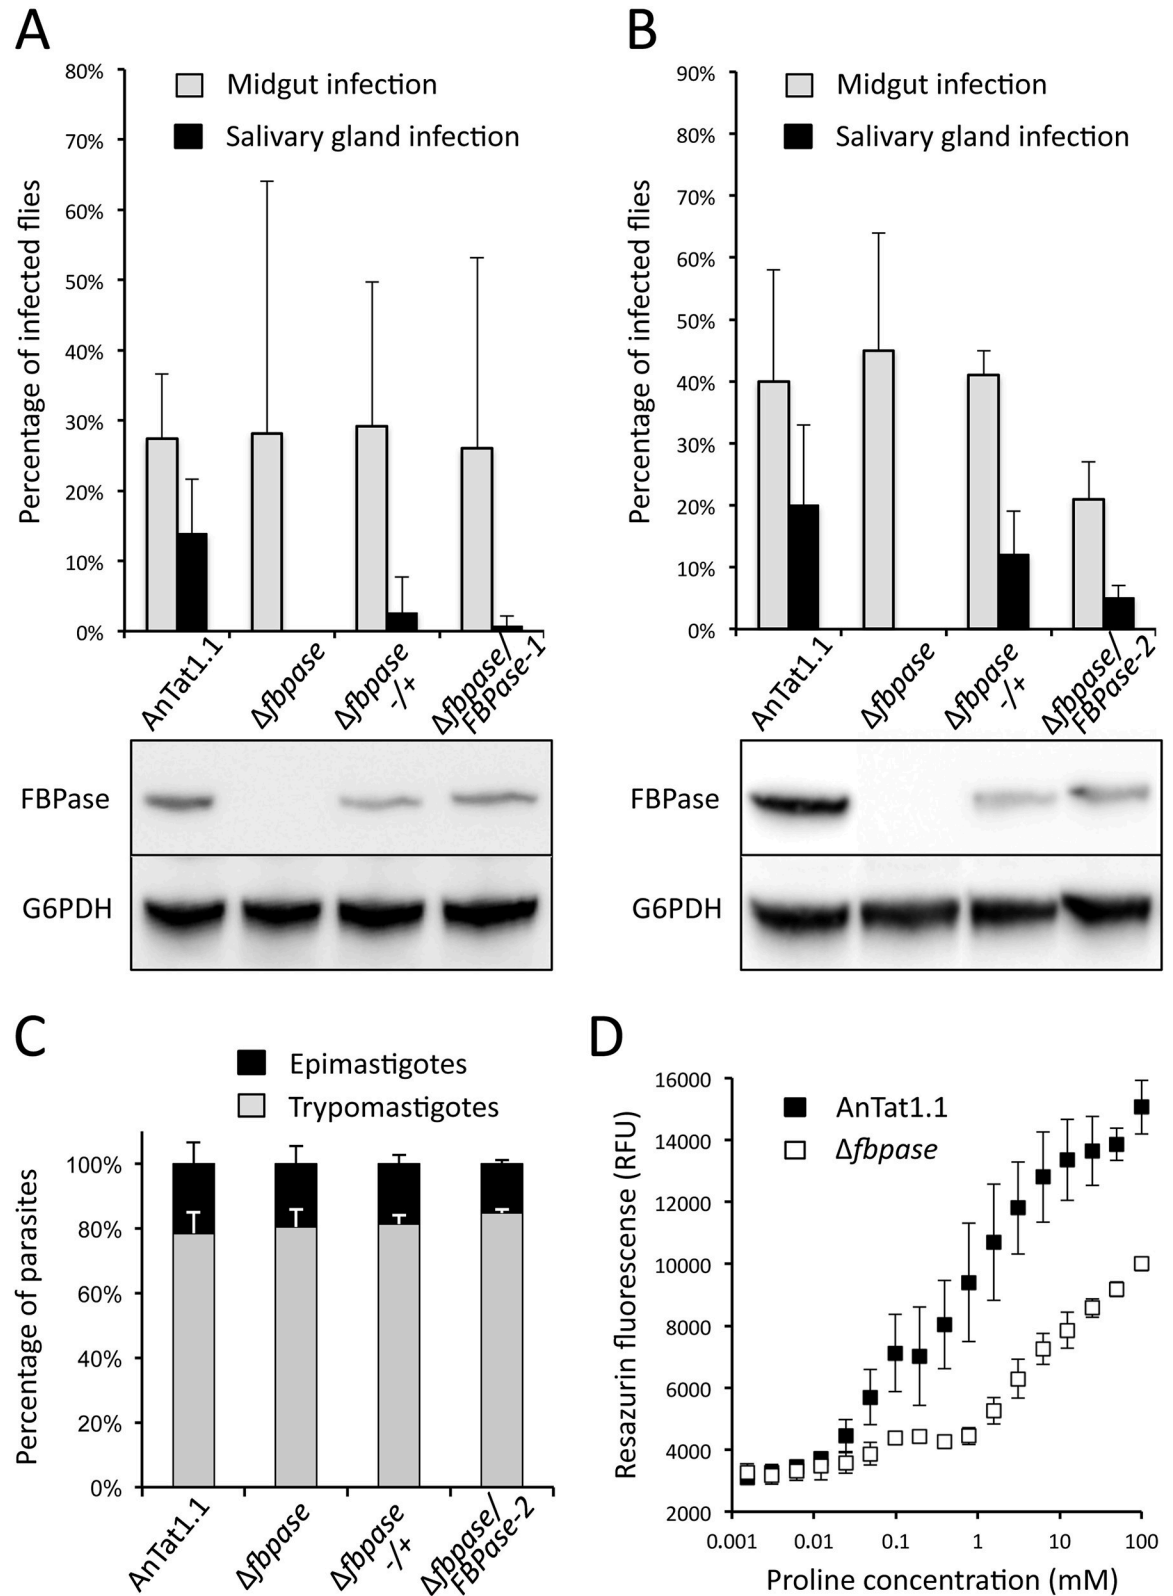 A
80%
70%
60%
50%
40%
30%
20%
10%
0%
Percentage of infected flies
Midgut infection
Salivary gland infection
AnTat1.1
Δfbpase
Δfbpase
-/+
Δfbpase/
FBPase-1
FBPase
G6PDH
B
90%
80%
70%
60%
50%
40%
30%
20%
10%
0%
Percentage of infected flies
Midgut infection
Salivary gland infection
AnTat1.1
Δfbpase
Δfbpase
-/+
Δfbpase/
FBPase-2
FBPase
G6PDH
C
Epimastigotes
Trypomastigotes
Percentage of parasites
100%
80%
60%
40%
20%
0%
AnTat1.1
Δfbpase
Δfbpase
-/+
Δfbpase/
FBPase-2
D
Resazurin fluorescense (RFU)
16000
14000
12000
10000
8000
6000
4000
2000
AnTat1.1
Δfbpase
0.001
0.01
0.1
1
10
100
Proline concentration (mM)